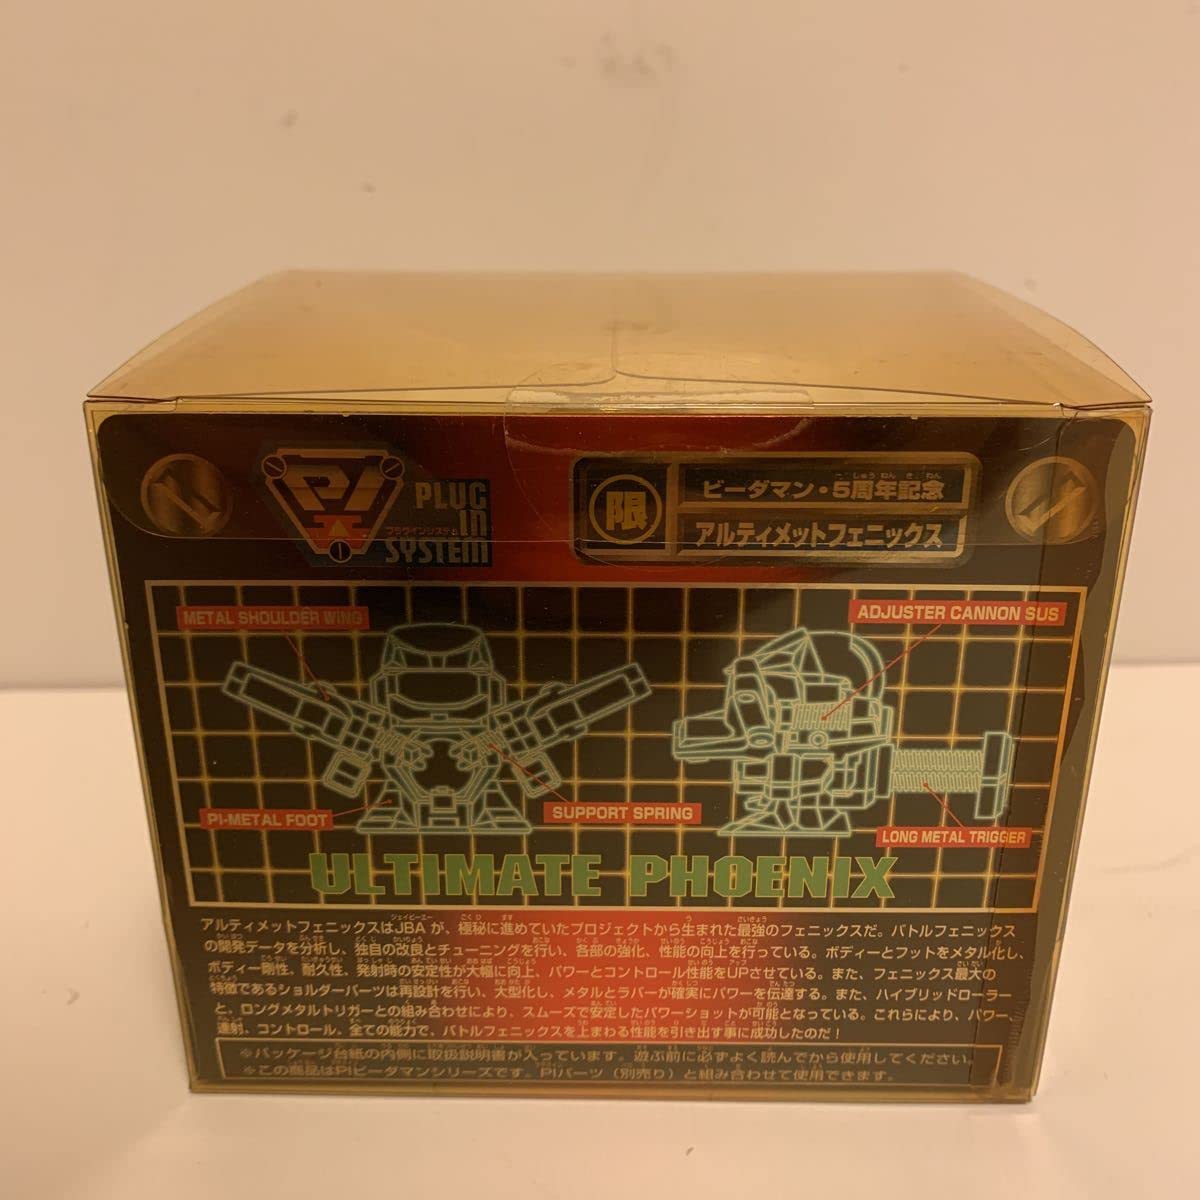 PI
プラグインシステム
PLUG
IN
SYSTEM
限
ビーダマン・5周年記念
アルティメットフェニックス
METAL SHOULDER WING
ADJUSTER CANNON SUS
PI-METAL FOOT
SUPPORT SPRING
LONG METAL TRIGGER
ULTIMATE PHOENIX
アルティメットフェニックスはJBAが、極秘に進めていたプロジェクトから生まれた最強のフェニックスだ。バトルフェニックス
の開発データを分析し、独自の改良とチューニングを行い、各部の強化、性能の向上を行っている。ボディーとフットをメタル化し、
ボディー剛性、耐久性、発射時の安定性が大幅に向上、パワーとコントロール性能をUPさせている。また、フェニックス最大の
特徴であるショルダーパーツは再設計を行い、大型化し、メタルとラバーが確実にパワーを伝達する。また、ハイブリッドローラー
と、ロングメタルトリガーとの組み合わせにより、スムーズで安定したパワーショットが可能となっている。これらにより、パワー、
連射、コントロール、全ての能力で、バトルフェニックスを上まわる性能を引き出す事に成功したのだ!
※パッケージ台紙の内側に取扱説明書が入っています。遊ぶ前に必ずよく読んでから使用してください。
※この商品はPIビーダマンシリーズです。PIパーツ(別売り)と組み合わせて使用できます。